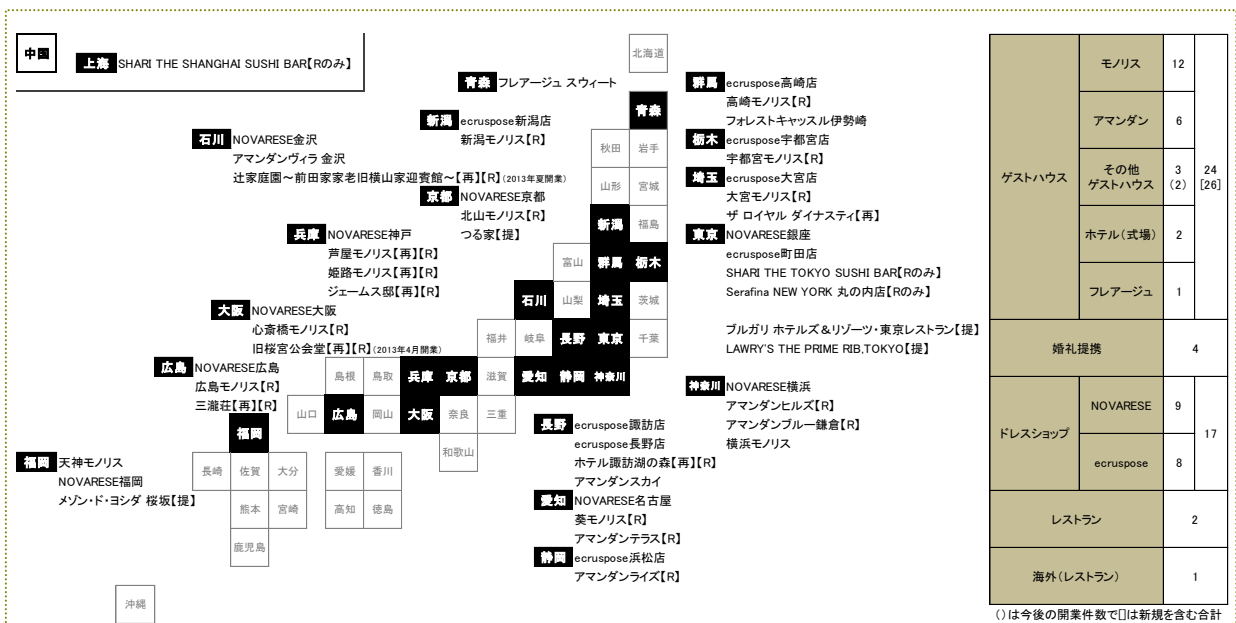 中国
上海 SHARI THE SHANGHAI SUSHI BAR【Rのみ】
北海道
青森 フレアージュ スウィート
青森
新潟 ecruspose新潟店
新潟モノリス【R】
石川 NOVARESE金沢
アマンダンヴィラ 金沢
辻家庭園~前田家家老旧横山家迎賓館~【再】【R】(2013年夏開業)
京都 NOVARESE京都
北山モノリス【R】
つる家【提】
兵庫 NOVARESE神戸
芦屋モノリス【再】【R】
姫路モノリス【再】【R】
ジェームス邸【再】【R】
大阪 NOVARESE大阪
心斎橋モノリス【R】
旧桜宮公会堂【再】【R】(2013年4月開業)
広島 NOVARESE広島
広島モノリス【R】
三瀧荘【再】【R】
福岡 天神モノリス
NOVARESE福岡
メゾン・ド・ヨシダ 桜坂【提】
群馬 ecruspose高崎店
高崎モノリス【R】
フォレストキャッスル伊勢崎
栃木 ecruspose宇都宮店
宇都宮モノリス【R】
埼玉 ecruspose大宮店
大宮モノリス【R】
ザ ロイヤル ダイナスティ【再】
東京 NOVARESE銀座
ecruspose町田店
SHARI THE TOKYO SUSHI BAR【Rのみ】
Serafina NEW YORK 丸の内店【Rのみ】
ブルガリ ホテルズ&リゾーツ・東京レストラン【提】
LAWRY'S THE PRIME RIB,TOKYO【提】
神奈川 NOVARESE横浜
アマンダンヒルズ【R】
アマンダンブルー鎌倉【R】
横浜モノリス
長野 ecruspose諏訪店
ecruspose長野店
ホテル諏訪湖の森【再】【R】
アマンダンスカイ
愛知 NOVARESE名古屋
葵モノリス【R】
アマンダンテラス【R】
静岡 ecruspose浜松店
アマンダンライズ【R】
秋田 岩手
山形 宮城
新潟 福島
富山 群馬 栃木
石川 山梨 埼玉 茨城
福井 岐阜 長野 東京 千葉
島根 鳥取 兵庫 京都 滋賀 愛知 静岡 神奈川
山口 広島 岡山 大阪 奈良 三重
福岡 和歌山
長崎 佐賀 大分 愛媛 香川
熊本 宮崎 高知 徳島
鹿児島
沖縄
ゲストハウス
モノリス 12
アマンダン 6
その他
ゲストハウス 3
(2)
24
[26]
ホテル(式場) 2
フレアージュ 1
婚礼提携 4
ドレスショップ
NOVARESE 9
17
ecruspose 8
レストラン 2
海外(レストラン) 1
()は今後の開業件数で[]は新規を含む合計